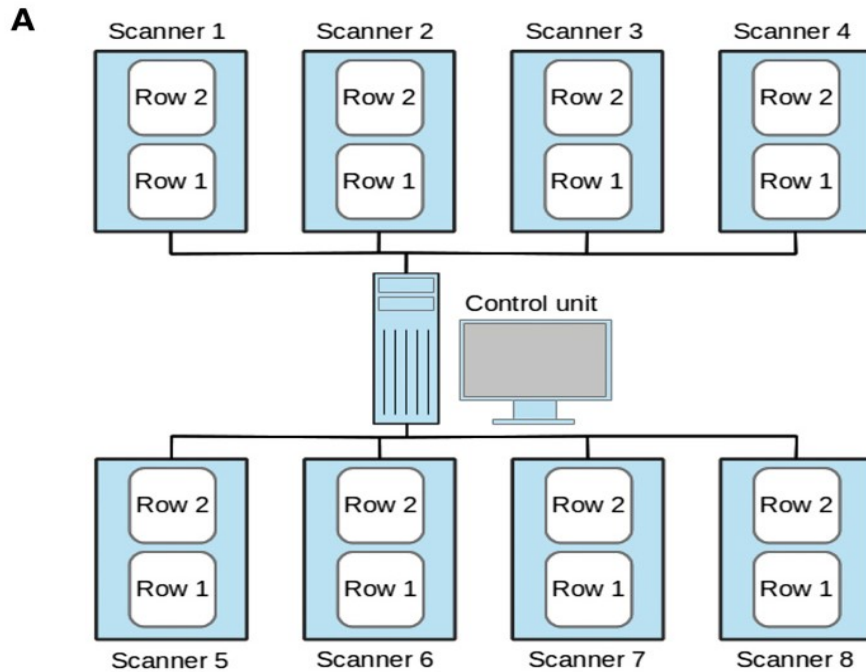 A
Scanner 1 Scanner 2 Scanner 3 Scanner 4
Row 2 Row 2 Row 2 Row 2
Row 1 Row 1 Row 1 Row 1
Control unit
Row 2 Row 2 Row 2 Row 2
Row 1 Row 1 Row 1 Row 1
Scanner 5 Scanner 6 Scanner 7 Scanner 8